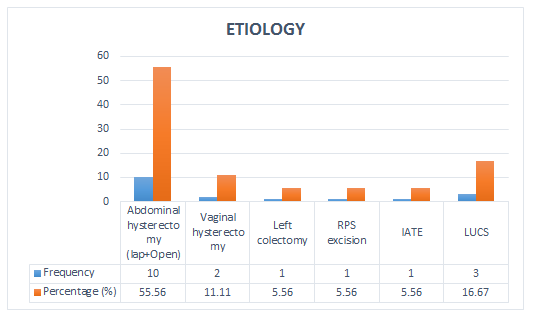 ETIOLOGY
60
50
40
30
20
10
0
Abdominal
hysterecto
my
(lap+Open)
Vaginal
hysterecto
my
Left
colectomy
RPS
excision
IATE
LUCS
Frequency 10 2 1 1 1 3
Percentage (%) 55.56 11.11 5.56 5.56 5.56 16.67